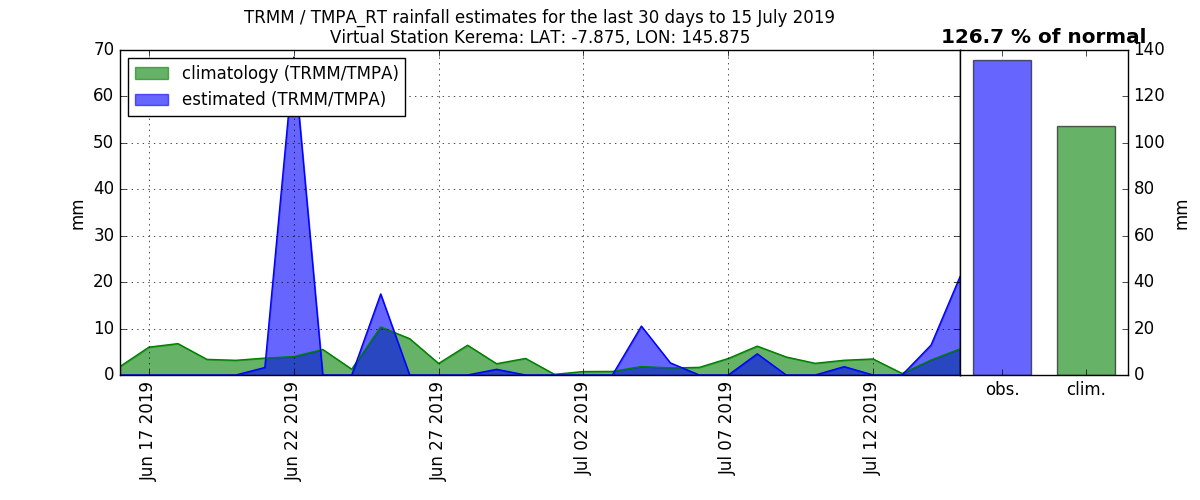 TRMM / TMPA_RT rainfall estimates for the last 30 days to 15 July 2019
Virtual Station Kerema: LAT: -7.875, LON: 145.875
126.7 % of normal
climatology (TRMM/TMPA)
estimated (TRMM/TMPA)
mm
70
60
50
40
30
20
10
0
Jun 17 2019
Jun 22 2019
Jun 27 2019
Jul 02 2019
Jul 07 2019
Jul 12 2019
obs.
clim.
140
120
100
80
60
40
20
0
mm